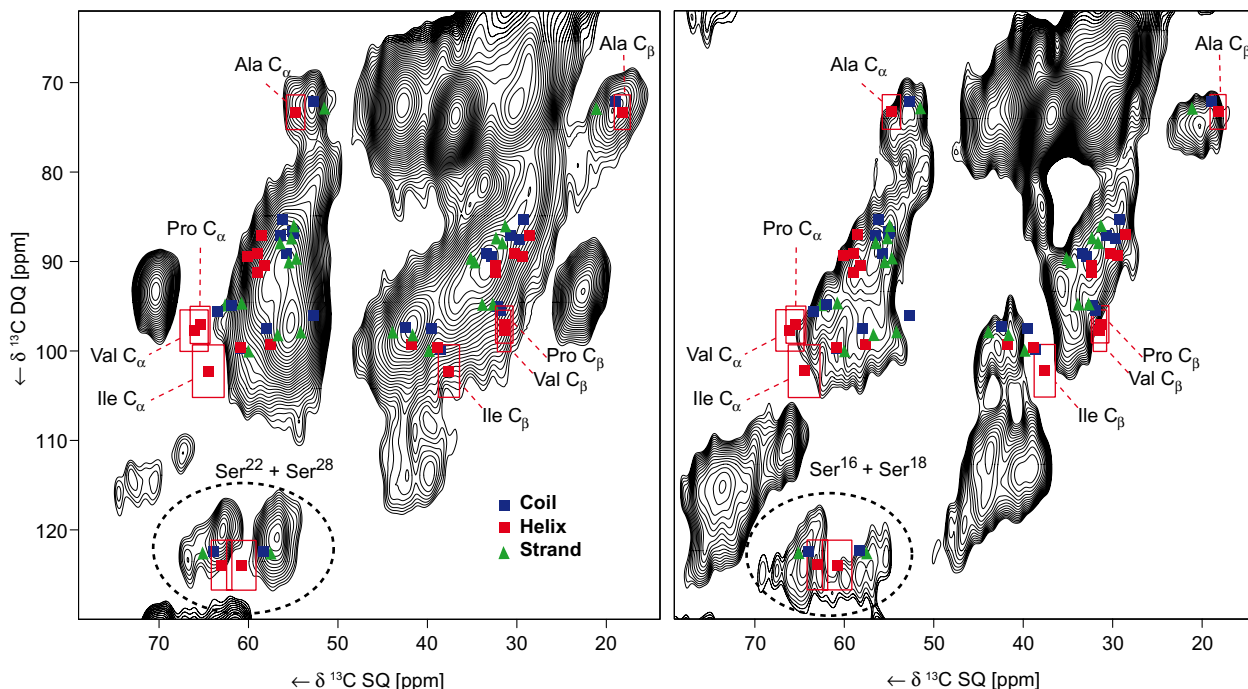 Ala Cα
Ala Cβ
Pro Cα
Val Cα
Ile Cα
Pro Cβ
Val Cβ
Ile Cβ
Ser22 + Ser28
Coil
Helix
Strand
70
80
90
100
110
120
← δ 13C DQ [ppm]
70
60
50
40
30
20
← δ 13C SQ [ppm]
Ala Cα
Ala Cβ
Pro Cα
Val Cα
Ile Cα
Pro Cβ
Val Cβ
Ile Cβ
Ser16 + Ser18
70
60
50
40
30
20
← δ 13C SQ [ppm]